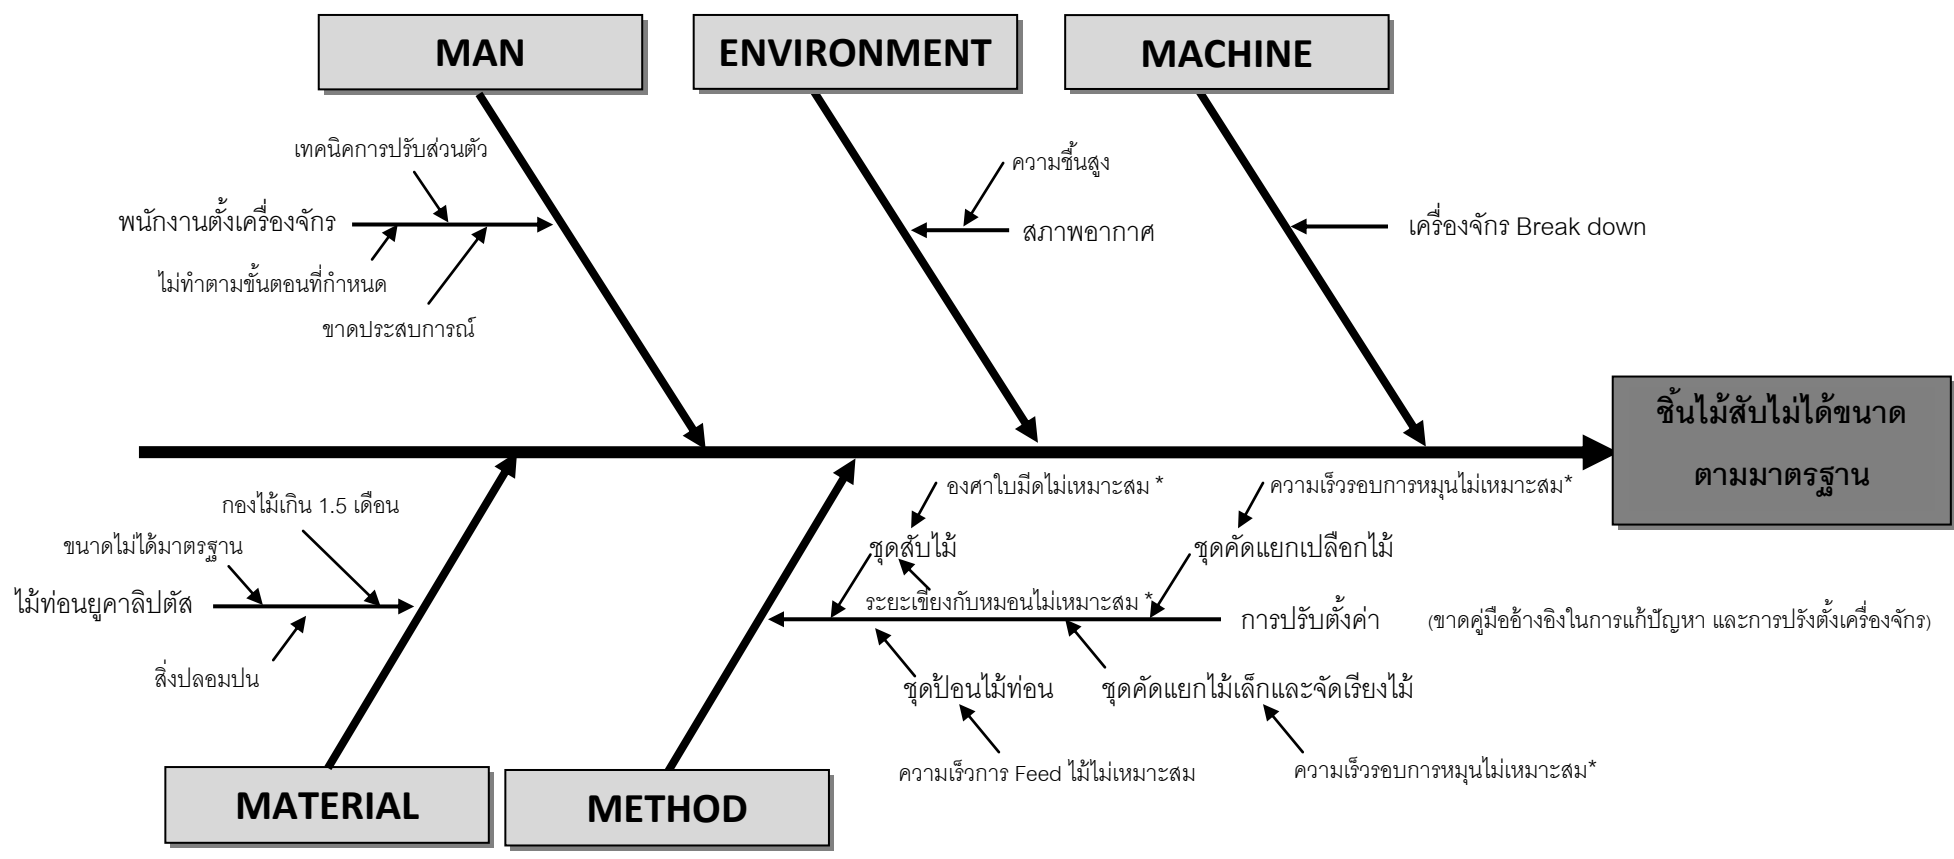 MAN
ENVIRONMENT
MACHINE
เทคนิคการปรับส่วนตัว
พนักงานตั้งเครื่องจักร
ไม่ทำตามขั้นตอนที่กำหนด
ขาดประสบการณ์
ความชื้นสูง
สภาพอากาศ
เครื่องจักร Break down
ชิ้นไม้สับไม่ได้ขนาด
ตามมาตรฐาน
กองไม้เกิน 1.5 เดือน
ขนาดไม่ได้มาตรฐาน
ไม้ท่อนยูคาลิปตัส
สิ่งปลอมปน
องศาใบมีดไม่เหมาะสม *
ความเร็วรอบการหมุนไม่เหมาะสม*
ชุดสับไม้
ชุดคัดแยกเปลือกไม้
ระยะเขียงกับหมอนไม่เหมาะสม *
การปรับตั้งค่า
(ขาดคู่มืออ้างอิงในการแก้ปัญหา และการปรังตั้งเครื่องจักร)
ชุดป้อนไม้ท่อน
ชุดคัดแยกไม้เล็กและจัดเรียงไม้
ความเร็วการ Feed ไม้ไม่เหมาะสม
ความเร็วรอบการหมุนไม่เหมาะสม*
MATERIAL
METHOD